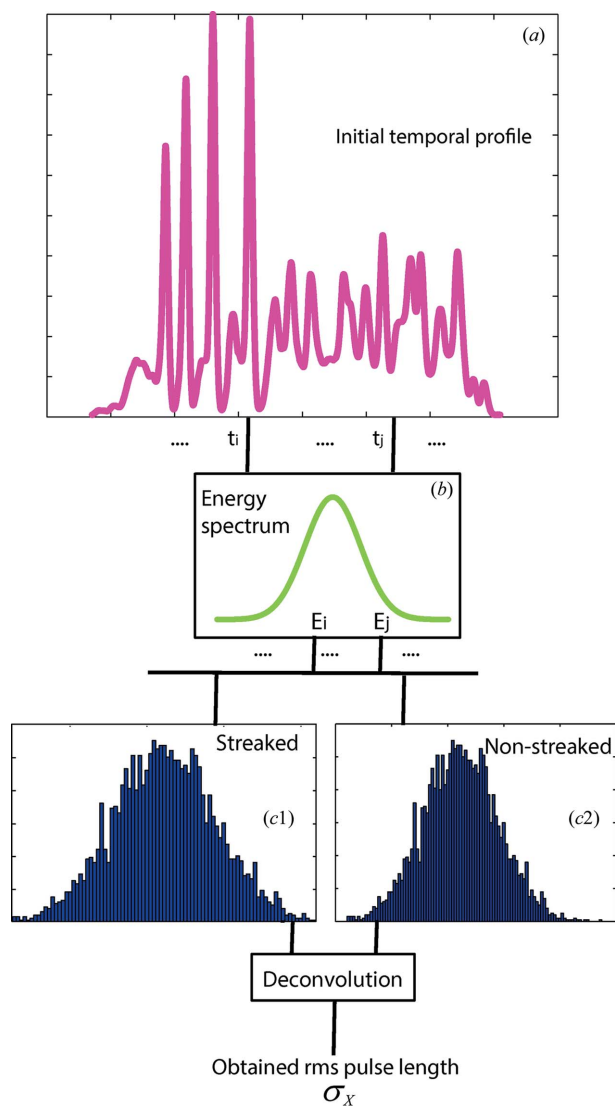 (a)
Initial temporal profile
.... ti .... tj ....
(b)
Energy
spectrum
Ei Ej
.... .... ....
Streaked
Non-streaked
(c1)
(c2)
Deconvolution
Obtained rms pulse length
σX